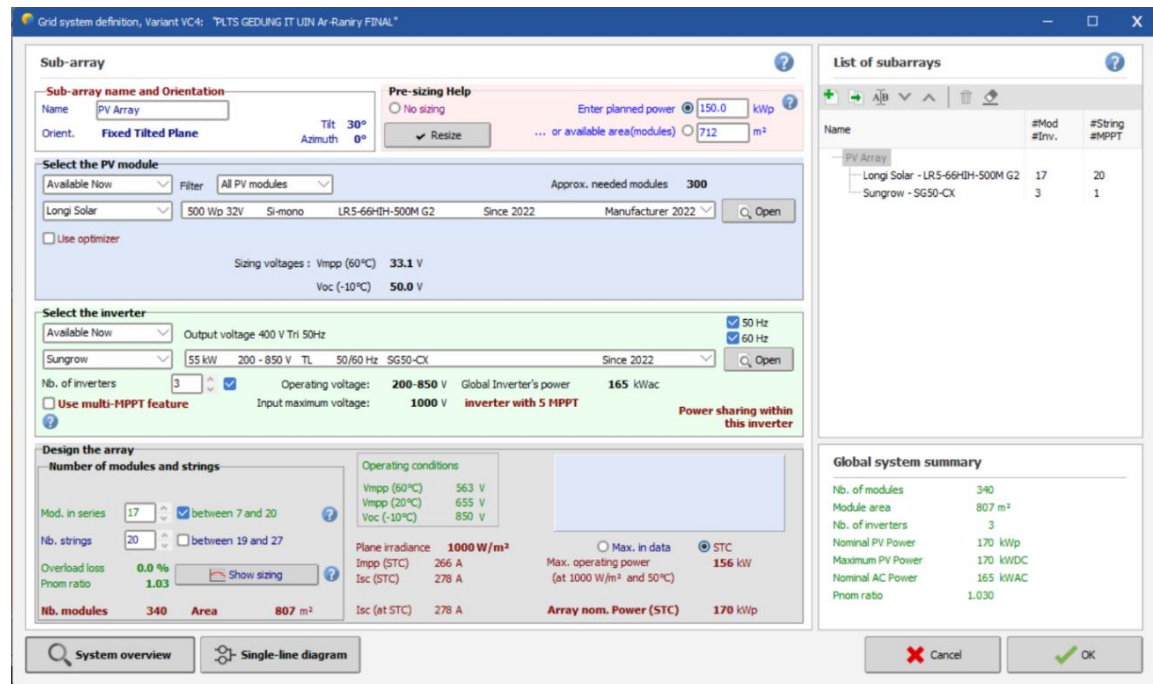 Grid system definition, Variant VC4: "PLTS GEDUNG IT UIN Ar-Raniry FINAL"
Sub-array
Sub-array name and Orientation
Name PV Array
Orient. Fixed Tilted Plane
Tilt 30°
Azimuth 0°
Pre-sizing Help
No sizing
Enter planned power 150.0 kWp
Resize
... or available area(modules) 712 m²
Select the PV module
Available Now Filter All PV modules Approx. needed modules 300
Longi Solar 500 Wp 32V Si-mono LR5-66HIH-500M G2 Since 2022 Manufacturer 2022 Open
Use optimizer
Sizing voltages : Vmpp (60°C) 33.1 V
Voc (-10°C) 50.0 V
Select the inverter
Available Now Output voltage 400 V Tri 50Hz
50 Hz
60 Hz
Sungrow 55 kW 200 - 850 V TL 50/60 Hz SG50-CX Since 2022 Open
Nb. of inverters 3 Operating voltage: 200-850 V Global Inverter's power 165 kWac
Use multi-MPPT feature Input maximum voltage: 1000 V inverter with 5 MPPT
Power sharing within
this inverter
Design the array
Number of modules and strings
Mod. in series 17 between 7 and 20
Nb. strings 20 between 19 and 27
Overload loss 0.0 %
Pnom ratio 1.03
Show sizing
Nb. modules 340 Area 807 m²
Operating conditions
Vmpp (60°C) 563 V
Vmpp (20°C) 655 V
Voc (-10°C) 850 V
Plane irradiance 1000 W/m²
Impp (STC) 266 A
Isc (STC) 278 A
Isc (at STC) 278 A
Max. in data STC
Max. operating power 156 kW
(at 1000 W/m² and 50°C)
Array nom. Power (STC) 170 kWp
List of subarrays
Name #Mod #String
#Inv. #MPPT
PV Array
Longi Solar - LR5-66HIH-500M G2 17 20
Sungrow - SG50-CX 3 1
Global system summary
Nb. of modules 340
Module area 807 m²
Nb. of inverters 3
Nominal PV Power 170 kWp
Maximum PV Power 170 kWDC
Nominal AC Power 165 kWAC
Pnom ratio 1.030
System overview
Single-line diagram
Cancel
OK